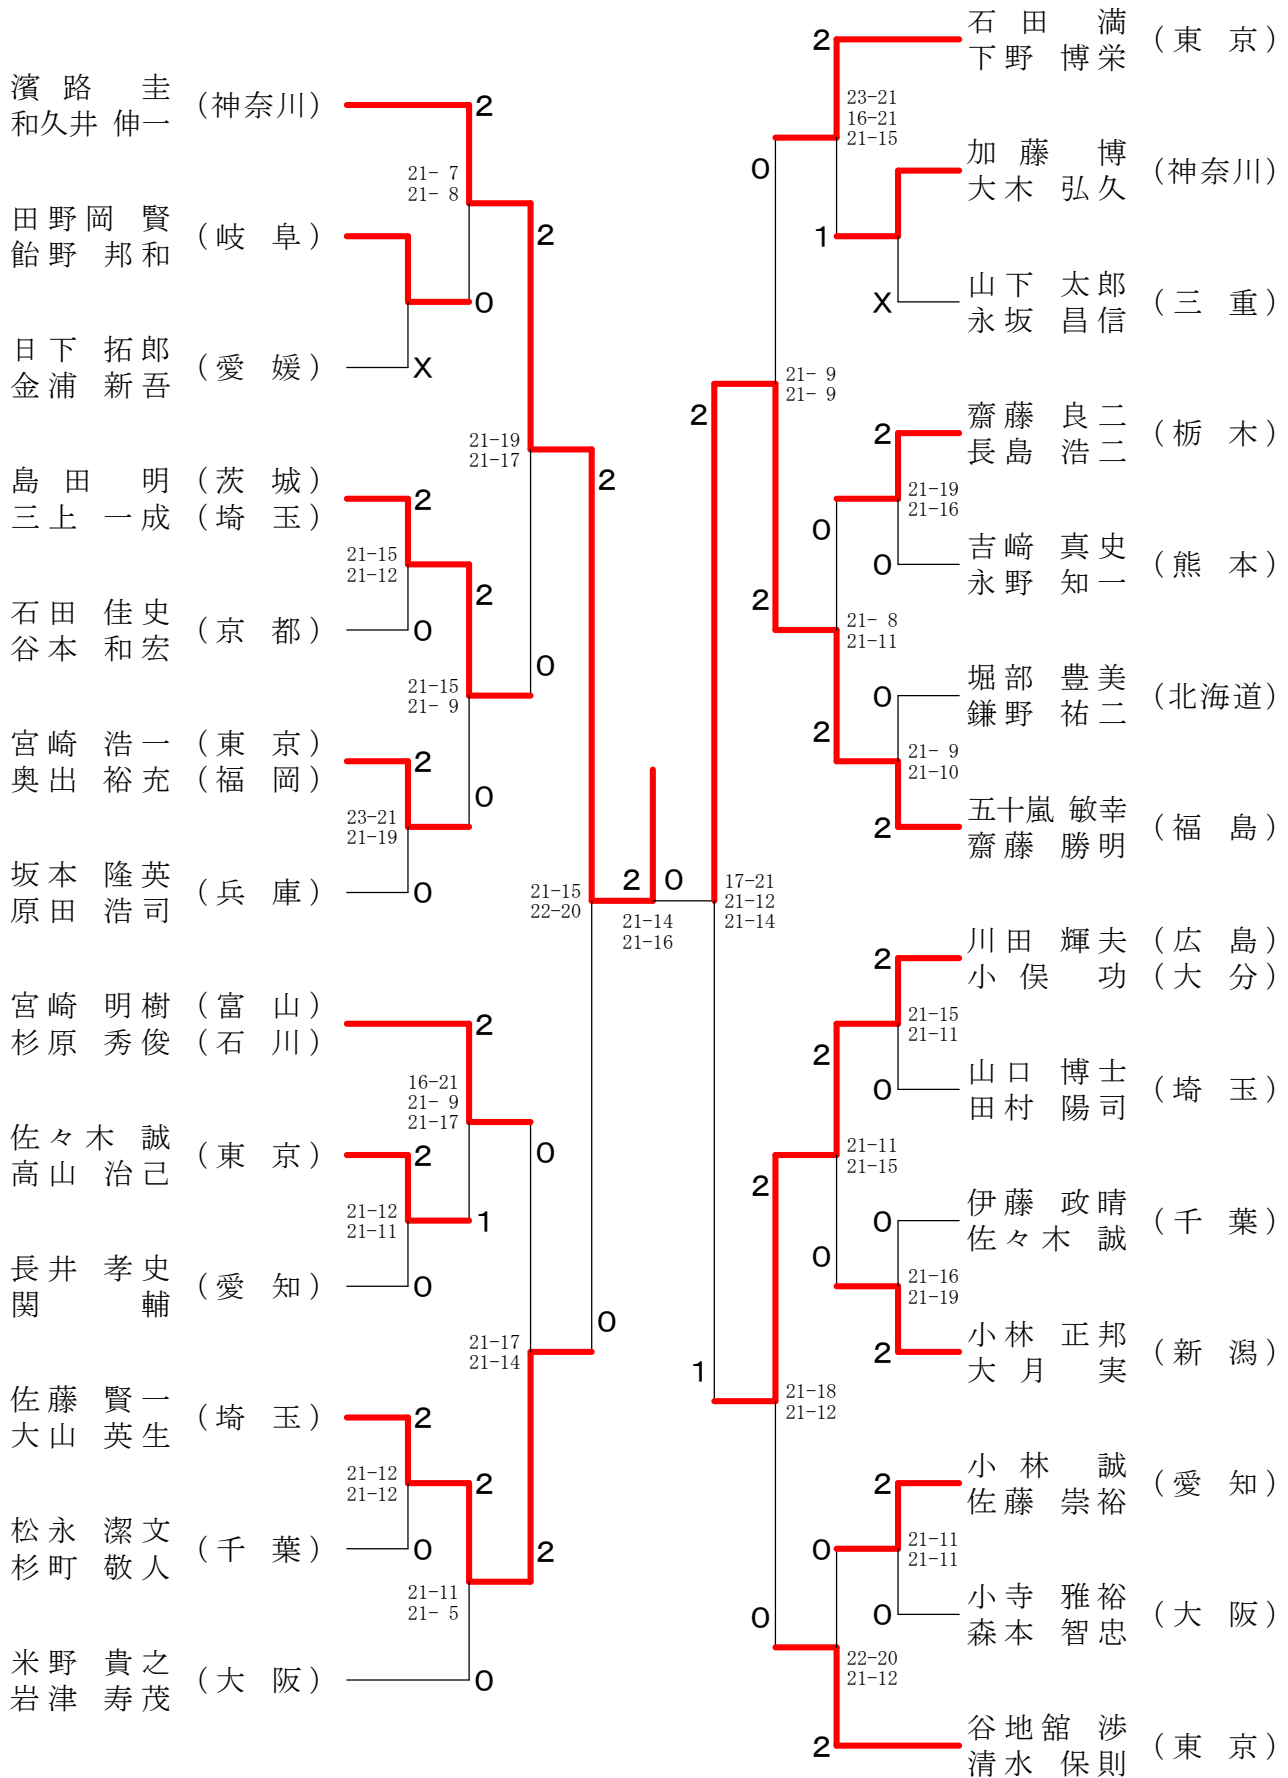 濱路 圭
和久井 伸一
(神奈川)
2
21- 7
21- 8
田野岡 賢
飴野 邦和
(岐 阜)
2
0
日下 拓郎
金浦 新吾
(愛 媛)
X
21-19
21-17
2
島田 明 (茨 城)
三上 一成 (埼 玉)
2
21-15
21-12
2
石田 佳史
谷本 和宏
(京 都)
0
0
21-15
21- 9
宮崎 浩一 (東 京)
奥出 裕充 (福 岡)
2
0
23-21
21-19
坂本 隆英
原田 浩司
(兵 庫)
0
21-15
22-20
宮崎 明樹 (富 山)
杉原 秀俊 (石 川)
2
16-21
21- 9
21-17
佐々木 誠
高山 治己
(東 京)
2
0
21-12
21-11
1
長井 孝史
関 輔
(愛 知)
0
0
21-17
21-14
佐藤 賢一
大山 英生
(埼 玉)
2
21-12
21-12
2
松永 潔文
杉町 敬人
(千 葉)
0
2
21-11
21- 5
米野 貴之
岩津 寿茂
(大 阪)
0
2
0
21-14
21-16
石田 満
下野 博栄
(東 京)
2
23-21
16-21
21-15
加藤 博
大木 弘久
(神奈川)
0
1
山下 太郎
永坂 昌信
(三 重)
X
21- 9
21- 9
2
齋藤 良二
長島 浩二
(栃 木)
2
21-19
21-16
0
吉﨑 真史
永野 知一
(熊 本)
0
2
21- 8
21-11
堀部 豊美
鎌野 祐二
(北海道)
0
2
21- 9
21-10
五十嵐 敏幸
齋藤 勝明
(福 島)
2
17-21
21-12
21-14
川田 輝夫 (広 島)
小俣 功 (大 分)
2
21-15
21-11
2
山口 博士
田村 陽司
(埼 玉)
0
21-11
21-15
2
伊藤 政晴
佐々木 誠
(千 葉)
0
0
21-16
21-19
小林 正邦
大月 実
(新 潟)
2
1
21-18
21-12
小林 誠
佐藤 崇裕
(愛 知)
2
21-11
21-11
0
小寺 雅裕
森本 智忠
(大 阪)
0
0
22-20
21-12
谷地舘 渉
清水 保則
(東 京)
2